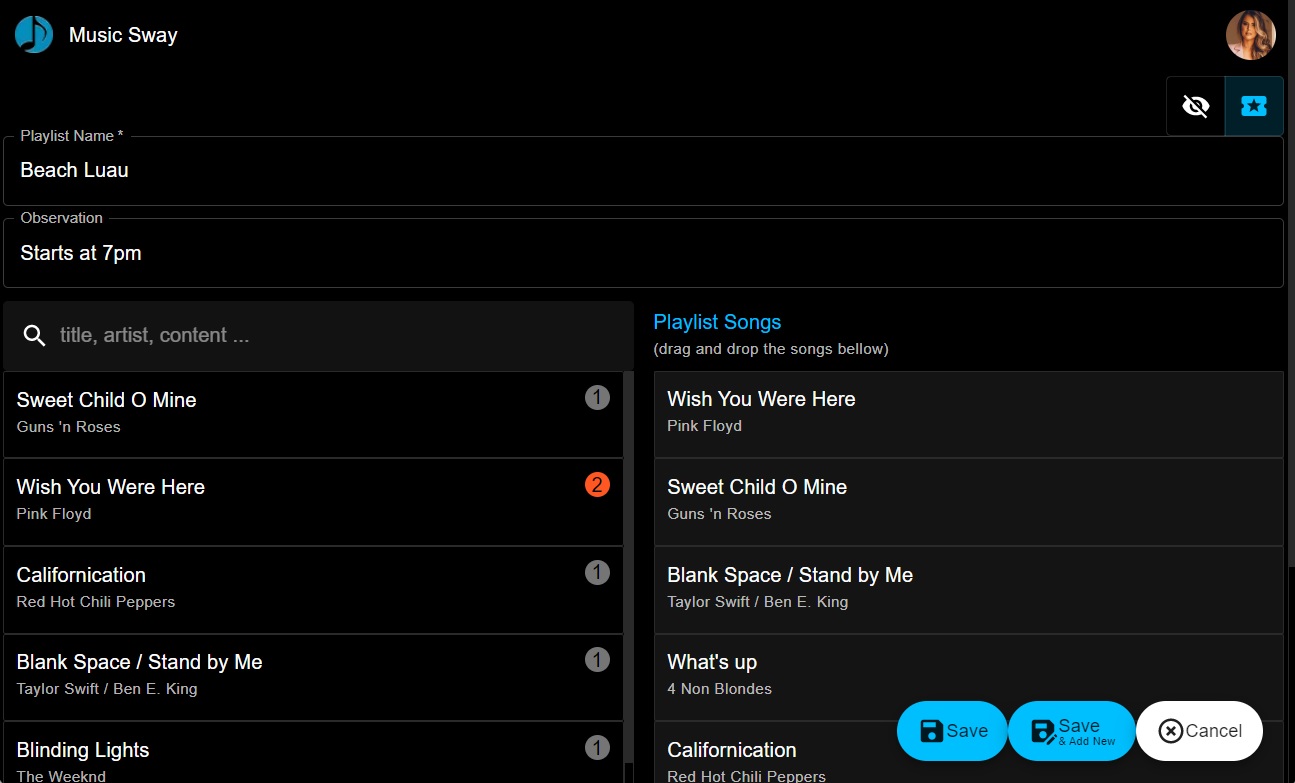 Music Sway
Playlist Name *
Beach Luau
Observation
Starts at 7pm
title, artist, content ...
Sweet Child O Mine 1
Guns 'n Roses
Wish You Were Here 2
Pink Floyd
Californication 1
Red Hot Chili Peppers
Blank Space / Stand by Me 1
Taylor Swift / Ben E. King
Blinding Lights 1
The Weeknd
Playlist Songs
(drag and drop the songs bellow)
Wish You Were Here
Pink Floyd
Sweet Child O Mine
Guns 'n Roses
Blank Space / Stand by Me
Taylor Swift / Ben E. King
What's up
4 Non Blondes
Californication
Red Hot Chili Peppers
Save
Save
& Add New
Cancel